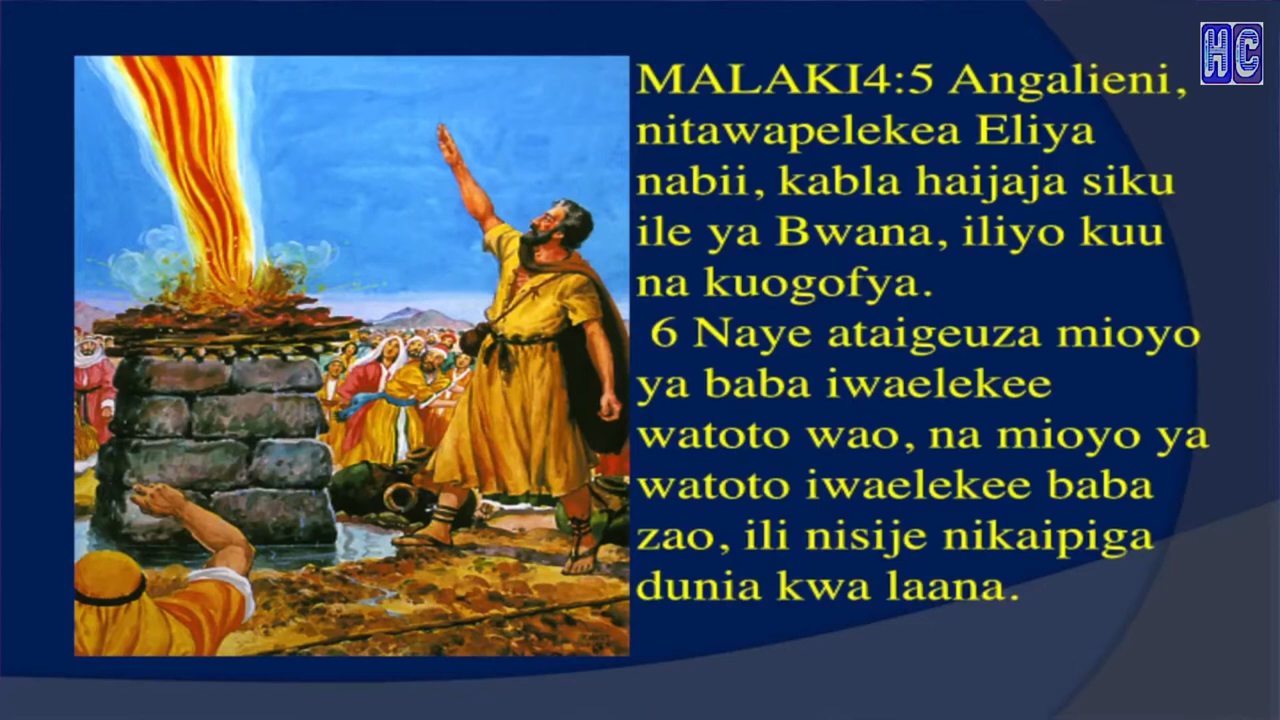 HC
MALAKI4:5 Angalieni,
nitawapelekea Eliya
nabii, kabla haijaja siku
ile ya Bwana, iliyo kuu
na kuogofya.
6 Naye ataigeuza mioyo
ya baba iwaelekee
watoto wao, na mioyo ya
watoto iwaelekee baba
zao, ili nisije nikaipiga
dunia kwa laana.